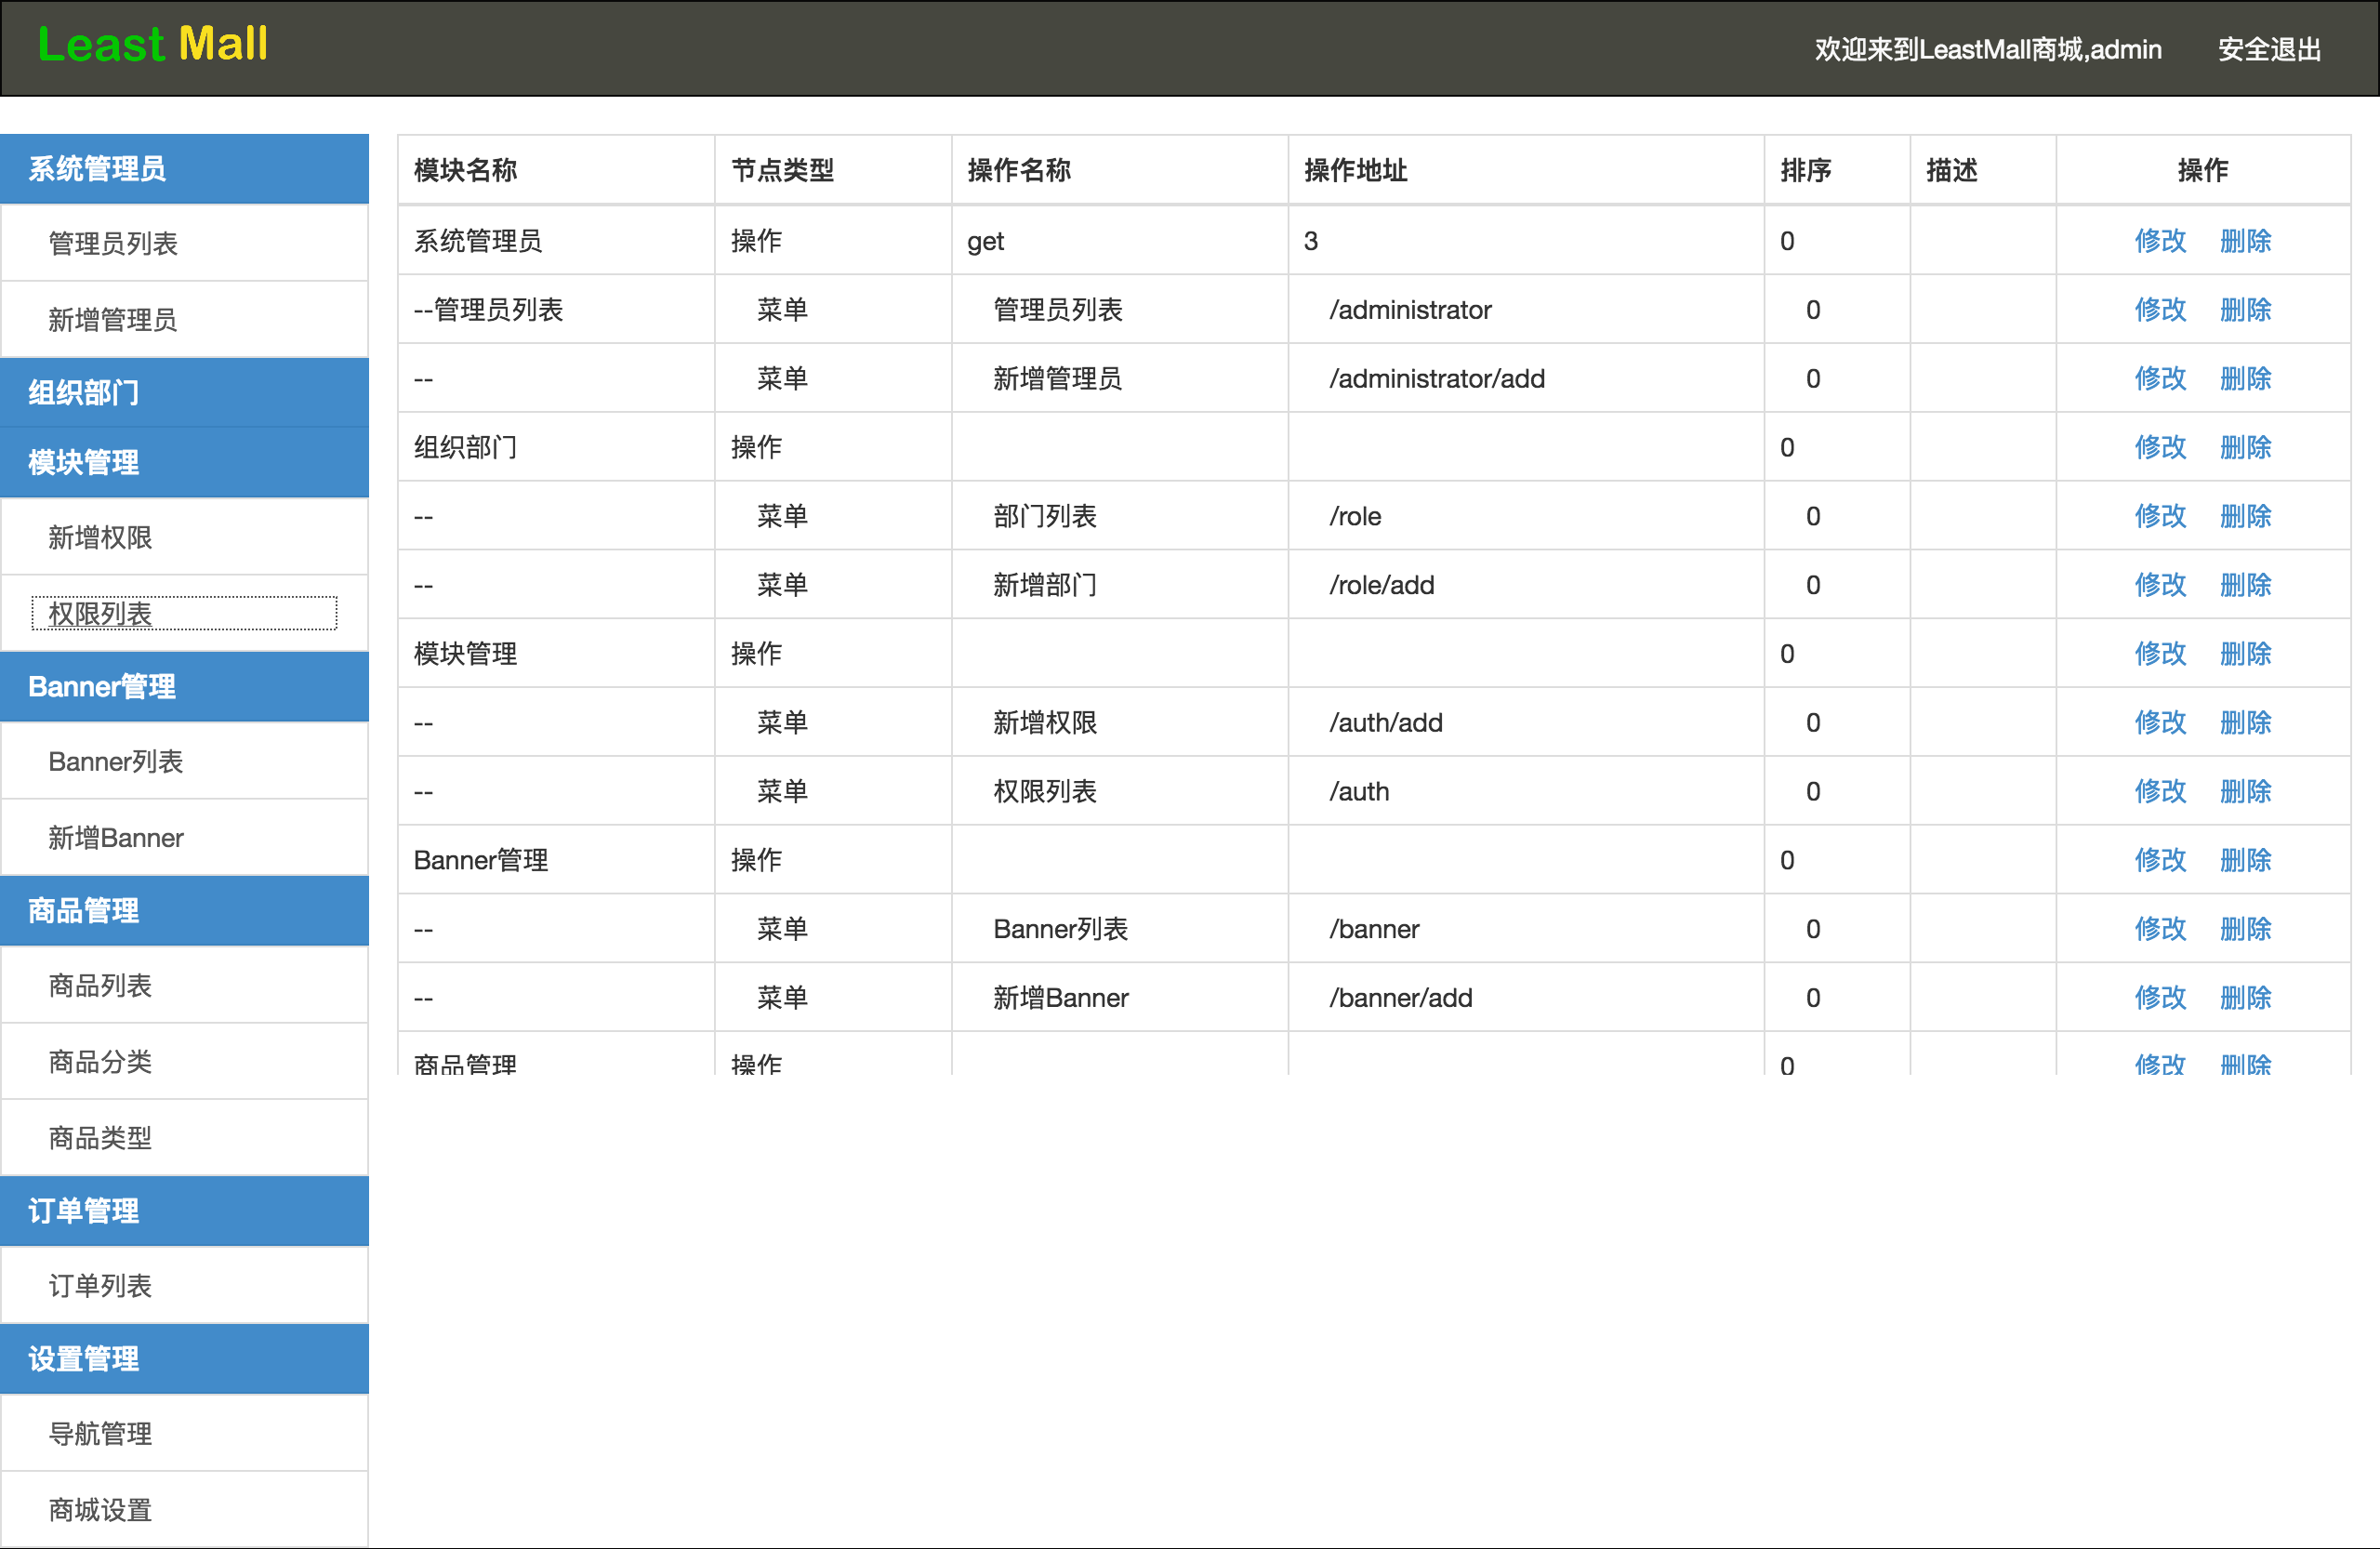 Least Mall
欢迎来到LeastMall商城,admin 安全退出
系统管理员
管理员列表
新增管理员
组织部门
模块管理
新增权限
权限列表
Banner管理
Banner列表
新增Banner
商品管理
商品列表
商品分类
商品类型
订单管理
订单列表
设置管理
导航管理
商城设置
模块名称 节点类型 操作名称 操作地址 排序 描述 操作
系统管理员 操作 get 3 0 修改 删除
--管理员列表 菜单 管理员列表 /administrator 0 修改 删除
-- 菜单 新增管理员 /administrator/add 0 修改 删除
组织部门 操作 0 修改 删除
-- 菜单 部门列表 /role 0 修改 删除
-- 菜单 新增部门 /role/add 0 修改 删除
模块管理 操作 0 修改 删除
-- 菜单 新增权限 /auth/add 0 修改 删除
-- 菜单 权限列表 /auth 0 修改 删除
Banner管理 操作 0 修改 删除
-- 菜单 Banner列表 /banner 0 修改 删除
-- 菜单 新增Banner /banner/add 0 修改 删除
商品管理 操作 0 修改 删除